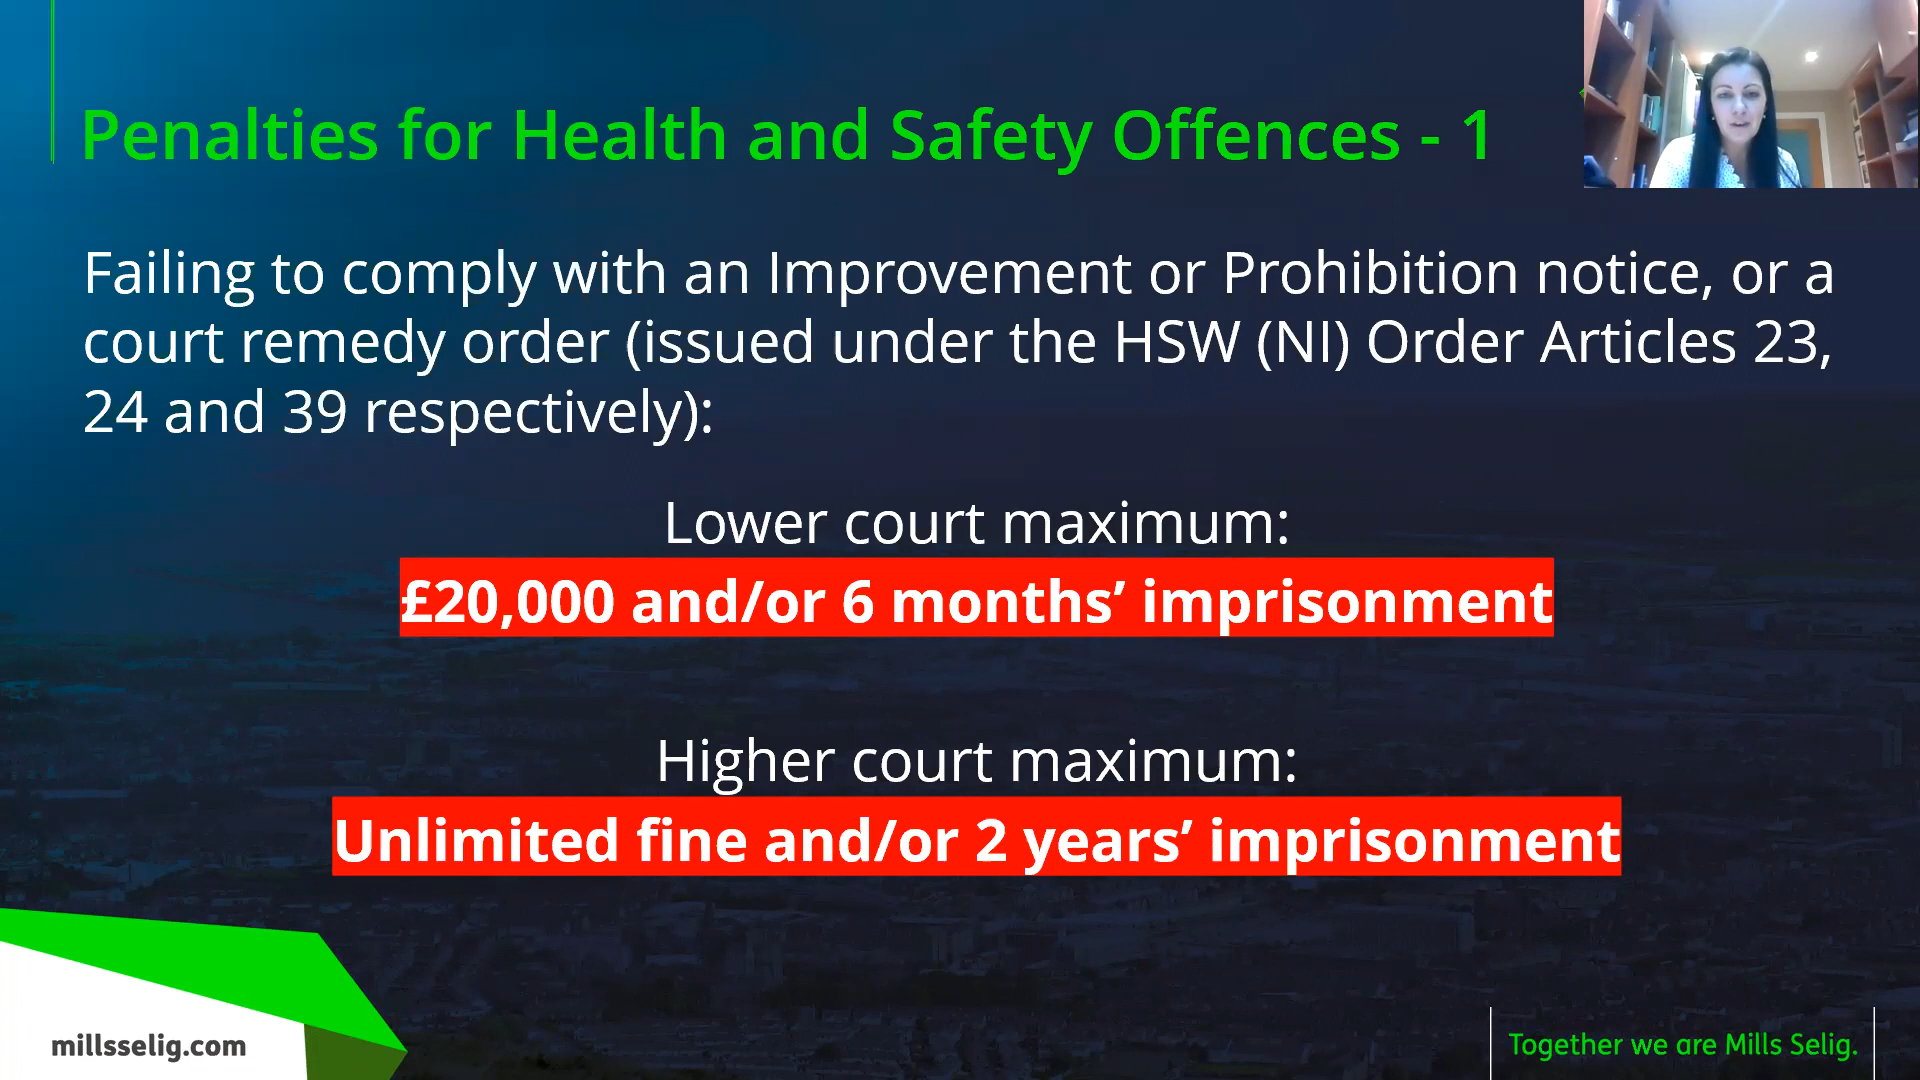 Penalties for Health and Safety Offences - 1
Failing to comply with an Improvement or Prohibition notice, or a
court remedy order (issued under the HSW (NI) Order Articles 23,
24 and 39 respectively):
Lower court maximum:
£20,000 and/or 6 months’ imprisonment
Higher court maximum:
Unlimited fine and/or 2 years’ imprisonment
millsselig.com
Together we are Mills Selig.